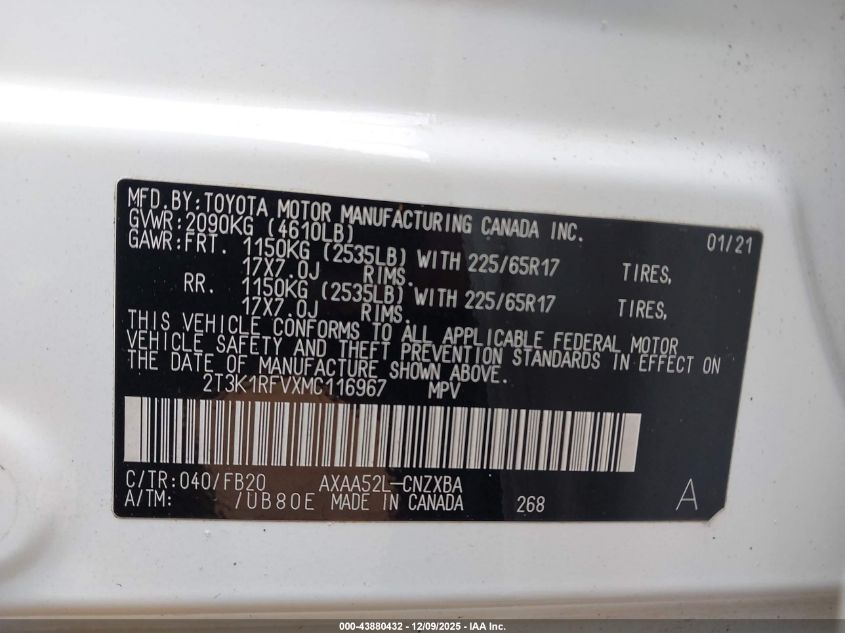 MFD.BY:TOYOTA MOTOR MANUFACTURING CANADA INC.
GVWR:2090KG (4610LB) 01/21
GAWR:FRT. 1150KG (2535LB) WITH 225/65R17 TIRES,
17X7.0J RIMS.
RR. 1150KG (2535LB) WITH 225/65R17 TIRES,
17X7.0J RIMS.
THIS VEHICLE CONFORMS TO ALL APPLICABLE FEDERAL MOTOR
VEHICLE SAFETY AND THEFT PREVENTION STANDARDS IN EFFECT ON
THE DATE OF MANUFACTURE SHOWN ABOVE.
2T3K1RFVXMC116967 MPV
C/TR:040/FB20 AXAA52L-CNZXBA
A/TM: /UB80E MADE IN CANADA 268 A
000-43880432 - 12/09/2025 - IAA Inc.